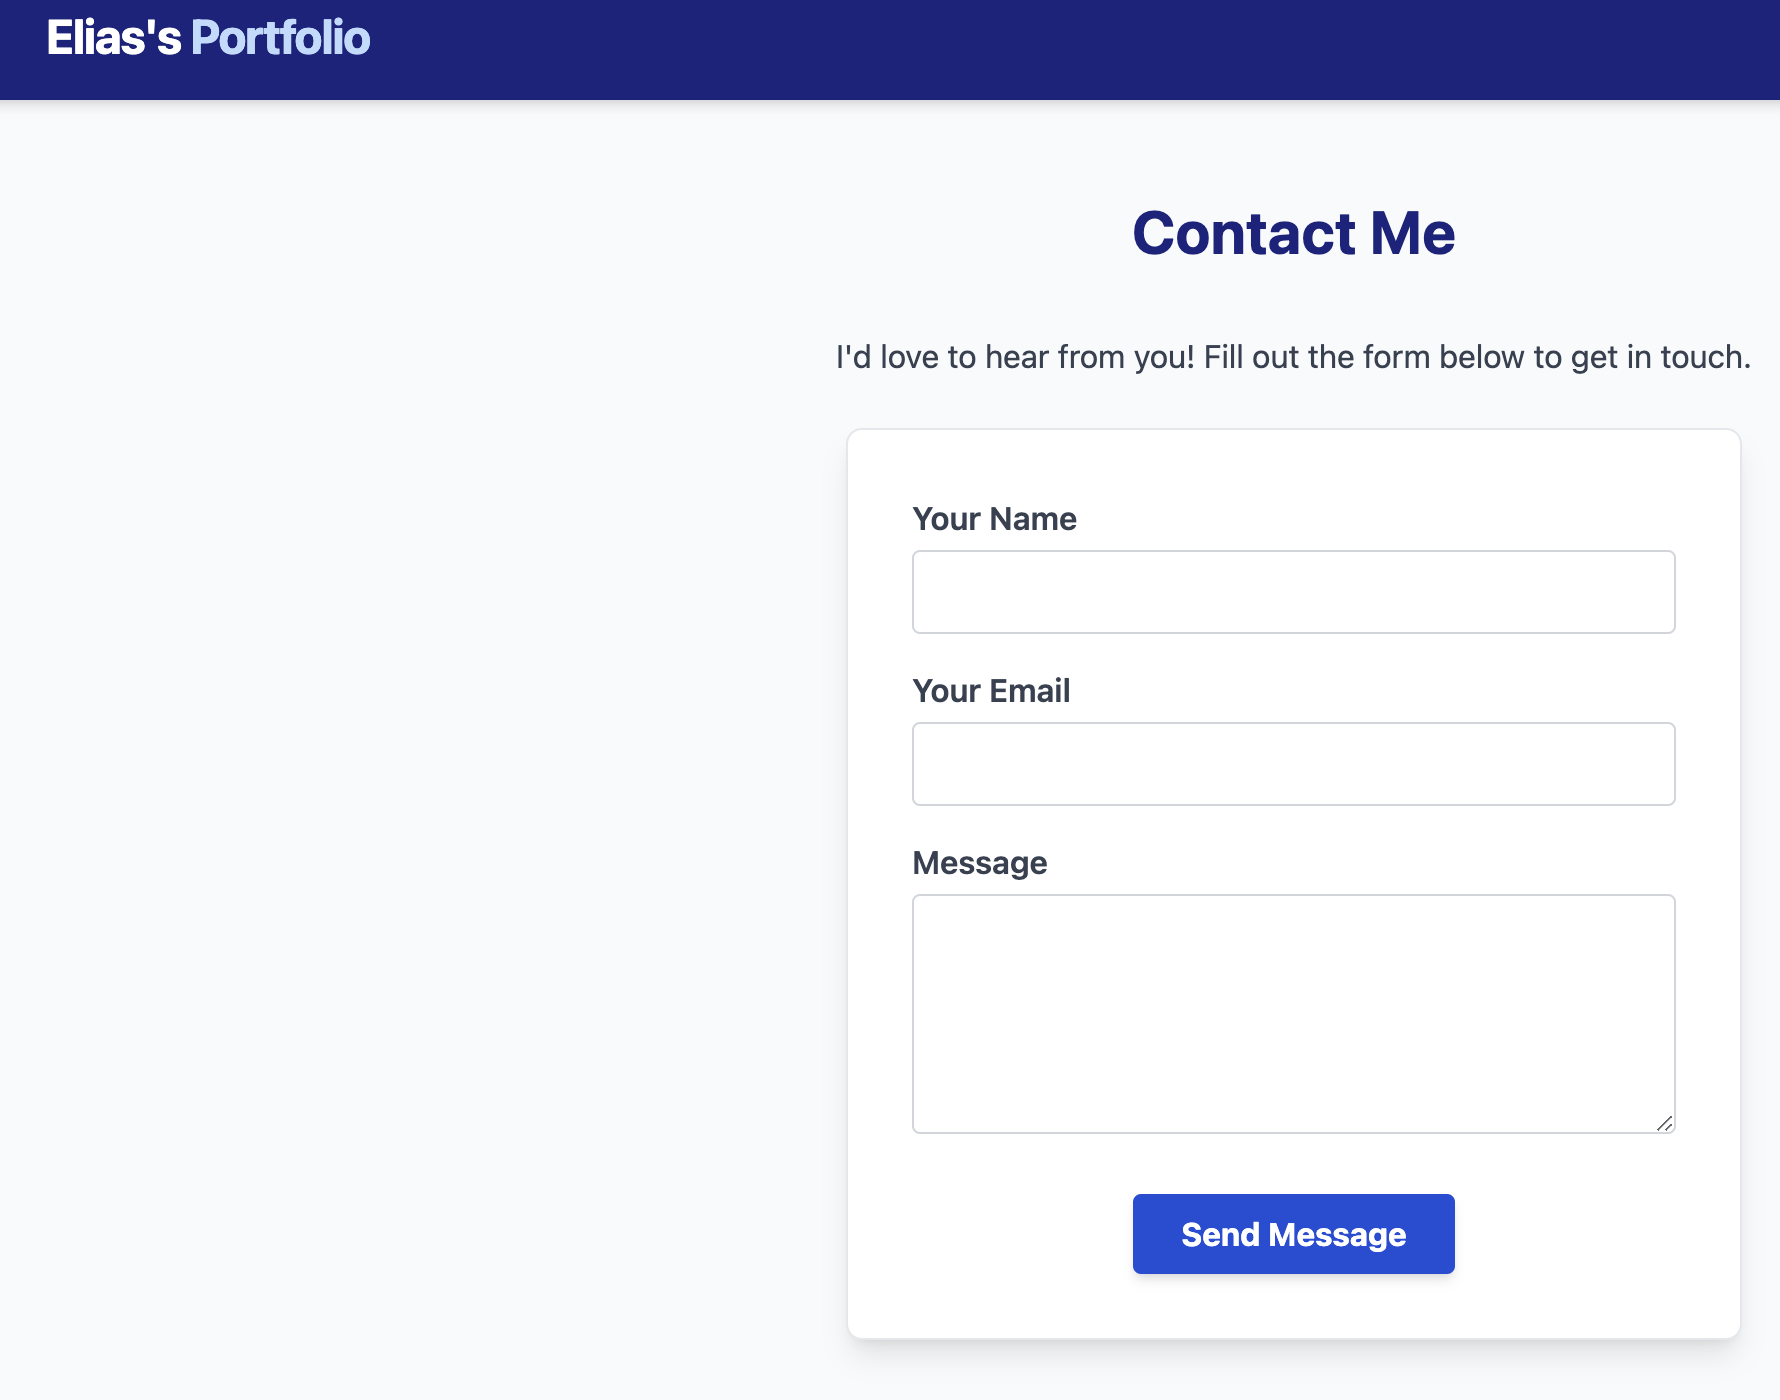 Elias's Portfolio
Contact Me
I'd love to hear from you! Fill out the form below to get in touch.
Your Name
Your Email
Message
Send Message